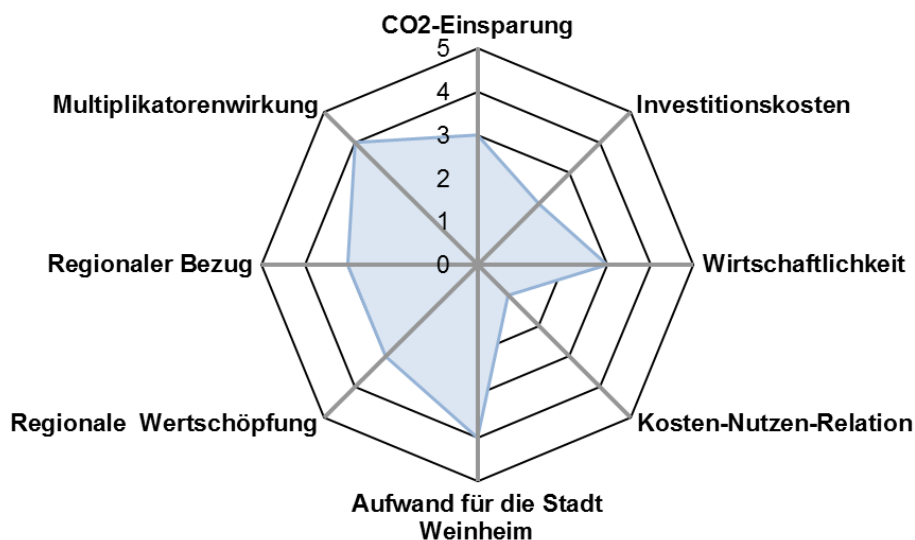 CO2-Einsparung
5
Multiplikatorenwirkung
4
Investitionskosten
3
2
1
Regionaler Bezug
0
Wirtschaftlichkeit
Regionale Wertschöpfung
Kosten-Nutzen-Relation
Aufwand für die Stadt
Weinheim